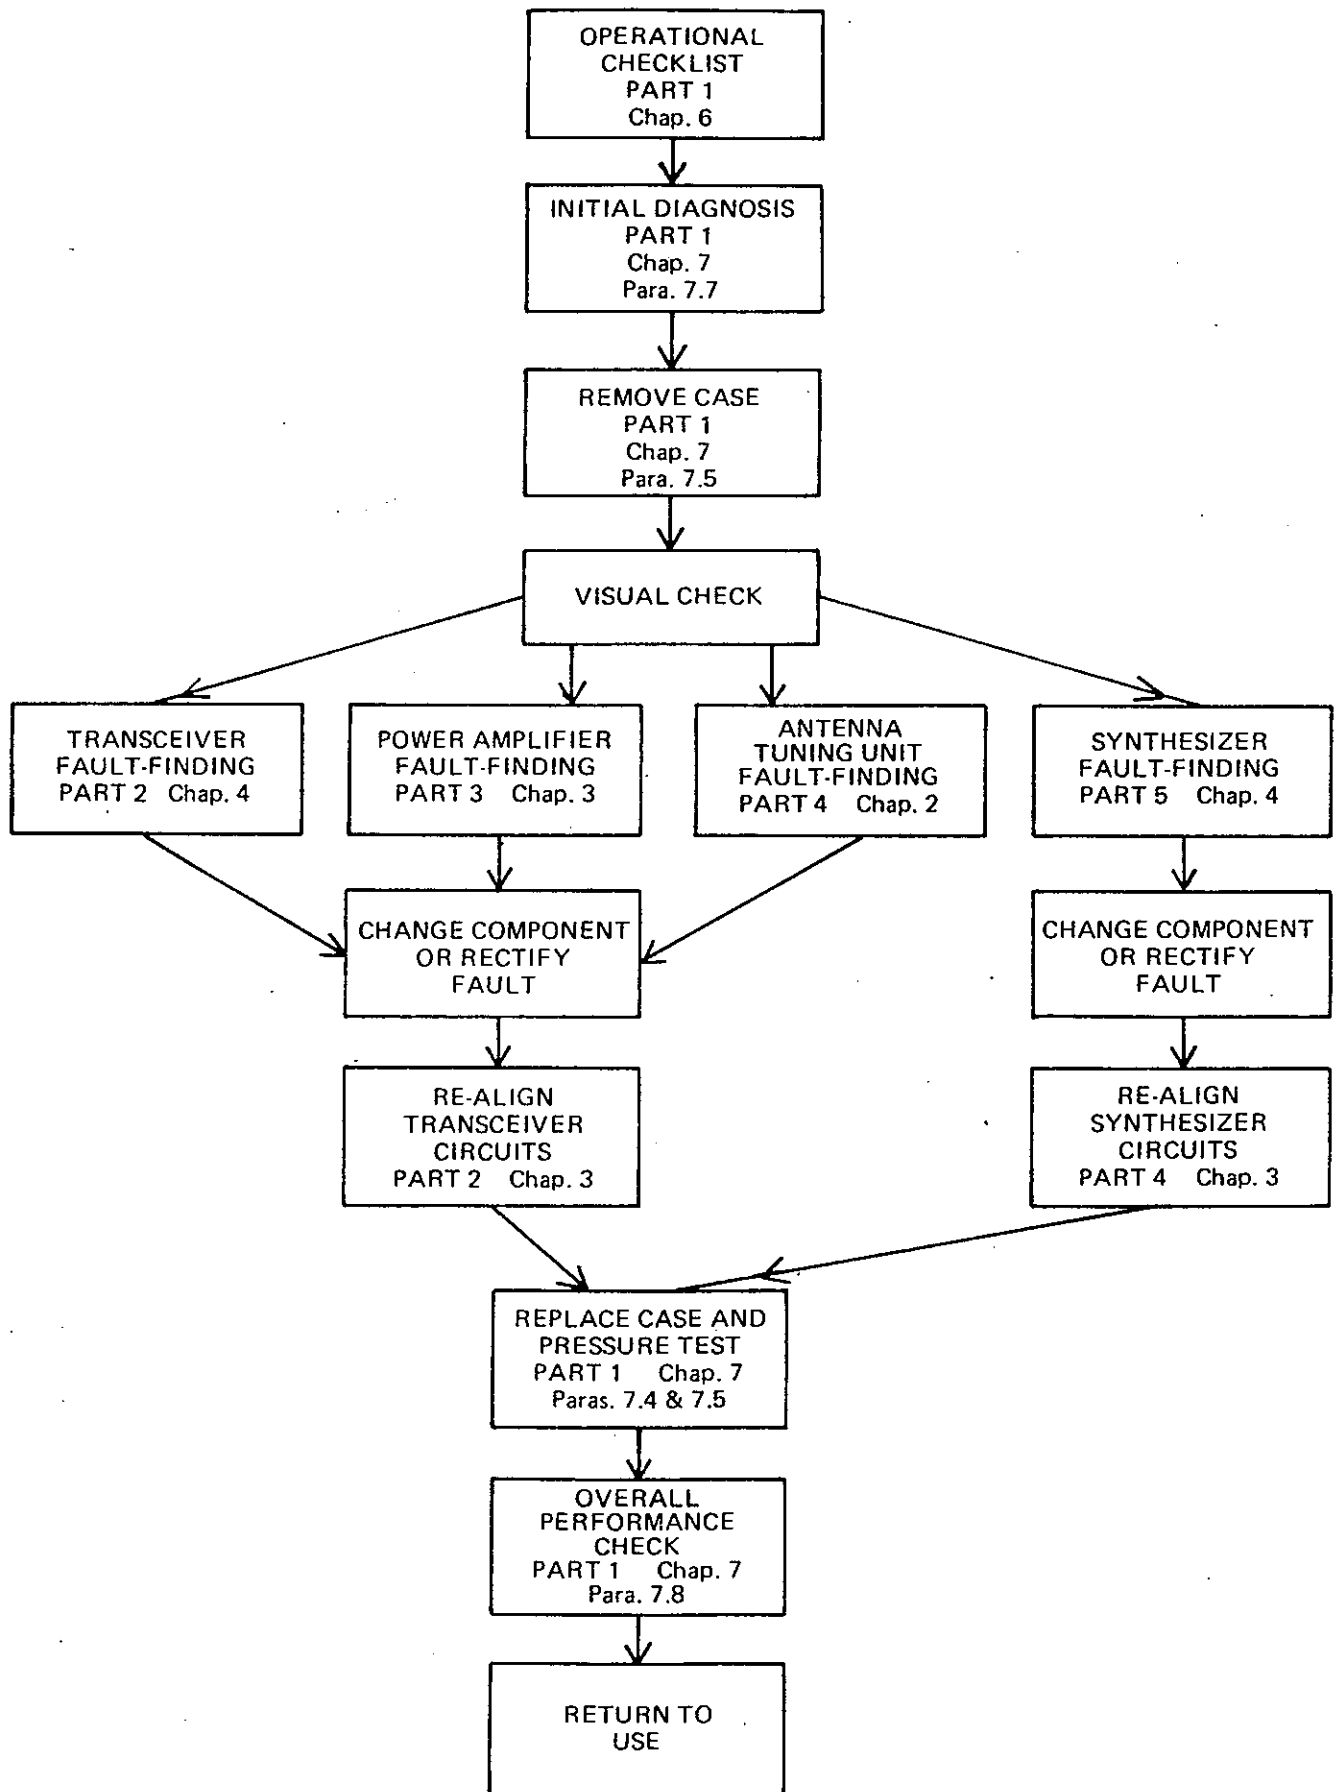 OPERATIONAL
CHECKLIST
PART 1
Chap. 6
INITIAL DIAGNOSIS
PART 1
Chap. 7
Para. 7.7
REMOVE CASE
PART 1
Chap. 7
Para. 7.5
VISUAL CHECK
TRANSCEIVER
FAULT-FINDING
PART 2 Chap. 4
POWER AMPLIFIER
FAULT-FINDING
PART 3 Chap. 3
ANTENNA
TUNING UNIT
FAULT-FINDING
PART 4 Chap. 2
SYNTHESIZER
FAULT-FINDING
PART 5 Chap. 4
CHANGE COMPONENT
OR RECTIFY
FAULT
CHANGE COMPONENT
OR RECTIFY
FAULT
RE-ALIGN
TRANSCEIVER
CIRCUITS
PART 2 Chap. 3
RE-ALIGN
SYNTHESIZER
CIRCUITS
PART 4 Chap. 3
REPLACE CASE AND
PRESSURE TEST
PART 1 Chap. 7
Paras. 7.4 & 7.5
OVERALL
PERFORMANCE
CHECK
PART 1 Chap. 7
Para. 7.8
RETURN TO
USE